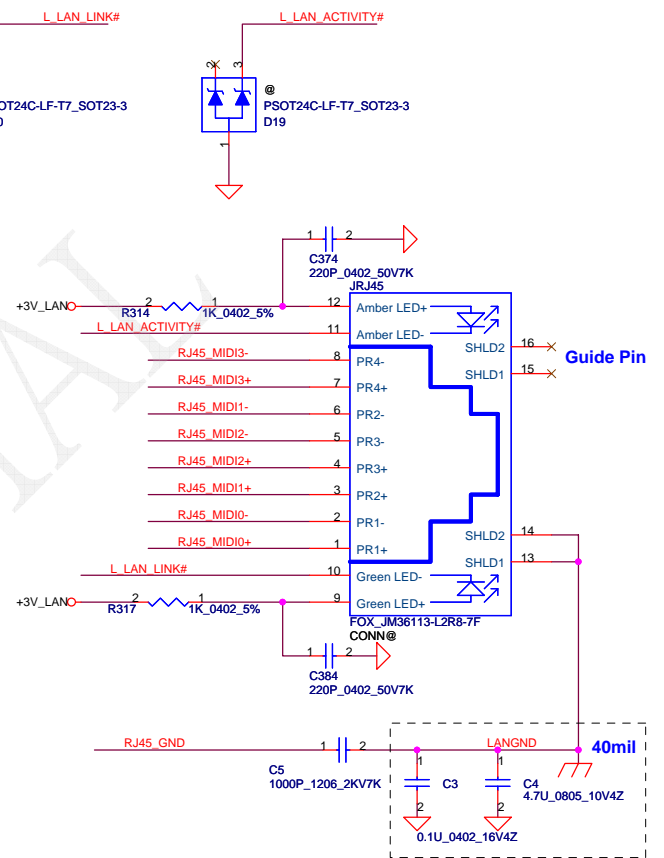 L_LAN_LINK#
L_LAN_ACTIVITY#
2
3
@
OT24C-LF-T7_SOT23-3
PSOT24C-LF-T7_SOT23-3
D19
1
1
2
C374
220P_0402_50V7K
JRJ45
+3V_LAN
2
1
R314
1K_0402_5%
12
Amber LED+
L_LAN_ACTIVITY#
11
Amber LED-
SHLD2
16
RJ45_MIDI3-
8
PR4-
Guide Pin
SHLD1
15
RJ45_MIDI3+
7
PR4+
RJ45_MIDI1-
6
PR2-
RJ45_MIDI2-
5
PR3-
RJ45_MIDI2+
4
PR3+
RJ45_MIDI1+
3
PR2+
RJ45_MIDI0-
2
PR1-
SHLD2
14
RJ45_MIDI0+
1
PR1+
SHLD1
13
L_LAN_LINK#
10
Green LED-
+3V_LAN
2
1
R317
1K_0402_5%
9
Green LED+
FOX_JM36113-L2R8-7F
CONN@
1
2
C384
220P_0402_50V7K
RJ45_GND
1
2
LANGND
40mil
C5
1000P_1206_2KV7K
1
C3
2
1
C4
4.7U_0805_10V4Z
2
0.1U_0402_16V4Z